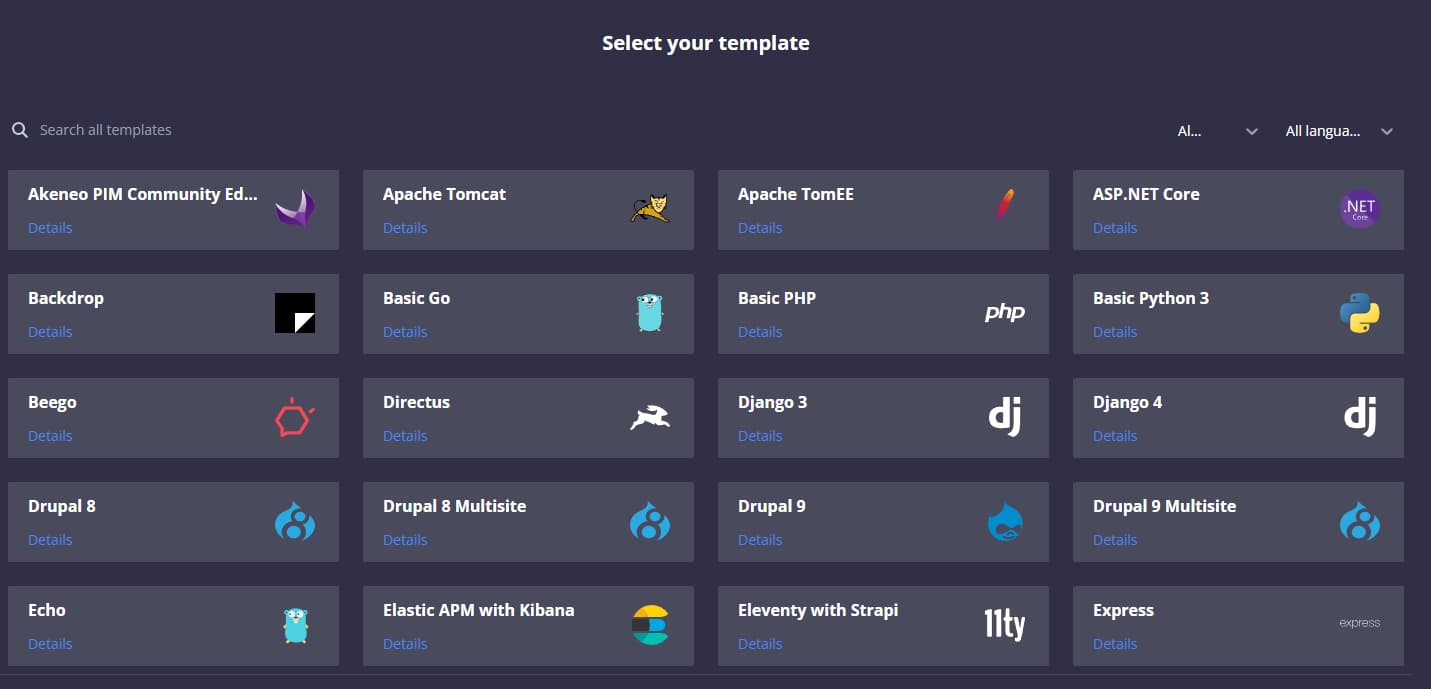 Select your template
Search all templates
Al...
All langua...
Akeneo PIM Community Ed...
Details
Apache Tomcat
Details
Apache TomEE
Details
ASP.NET Core
Details
.NET
Core
Backdrop
Details
Basic Go
Details
Basic PHP
Details
php
Basic Python 3
Details
Beego
Details
Directus
Details
Django 3
Details
dj
Django 4
Details
dj
Drupal 8
Details
Drupal 8 Multisite
Details
Drupal 9
Details
Drupal 9 Multisite
Details
Echo
Details
Elastic APM with Kibana
Details
Eleventy with Strapi
Details
11ty
Express
Details
express